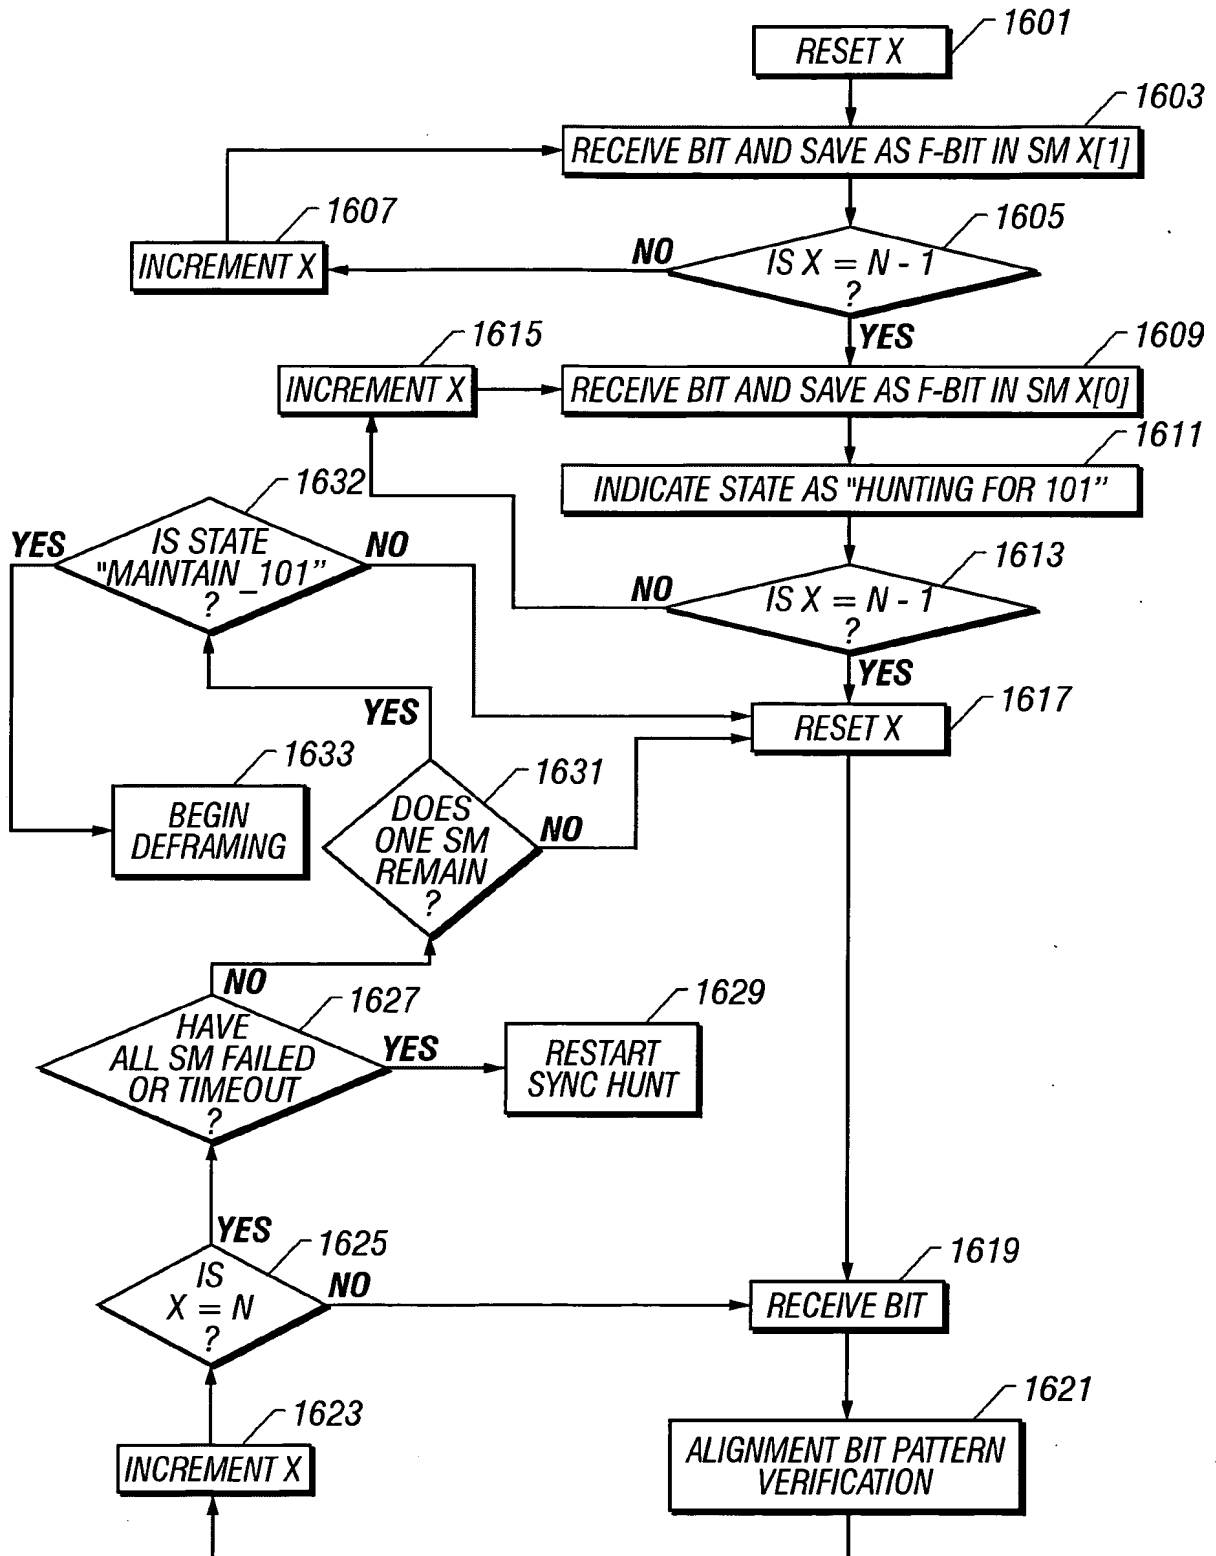 1601
RESET X
1603
RECEIVE BIT AND SAVE AS F-BIT IN SM X[1]
1607
INCREMENT X
1605
NO
IS X = N - 1
?
YES
1615
INCREMENT X
1609
RECEIVE BIT AND SAVE AS F-BIT IN SM X[0]
1611
INDICATE STATE AS "HUNTING FOR 101"
1632
YES
IS STATE
"MAINTAIN_101"
?
NO
1613
NO
IS X = N - 1
?
YES
1617
RESET X
YES
1633
BEGIN
DEFRAMING
1631
DOES
ONE SM
REMAIN
?
NO
NO
1627
HAVE
ALL SM FAILED
OR TIMEOUT
?
YES
1629
RESTART
SYNC HUNT
YES
1625
IS
X = N
?
NO
1619
RECEIVE BIT
1623
INCREMENT X
1621
ALIGNMENT BIT PATTERN
VERIFICATION